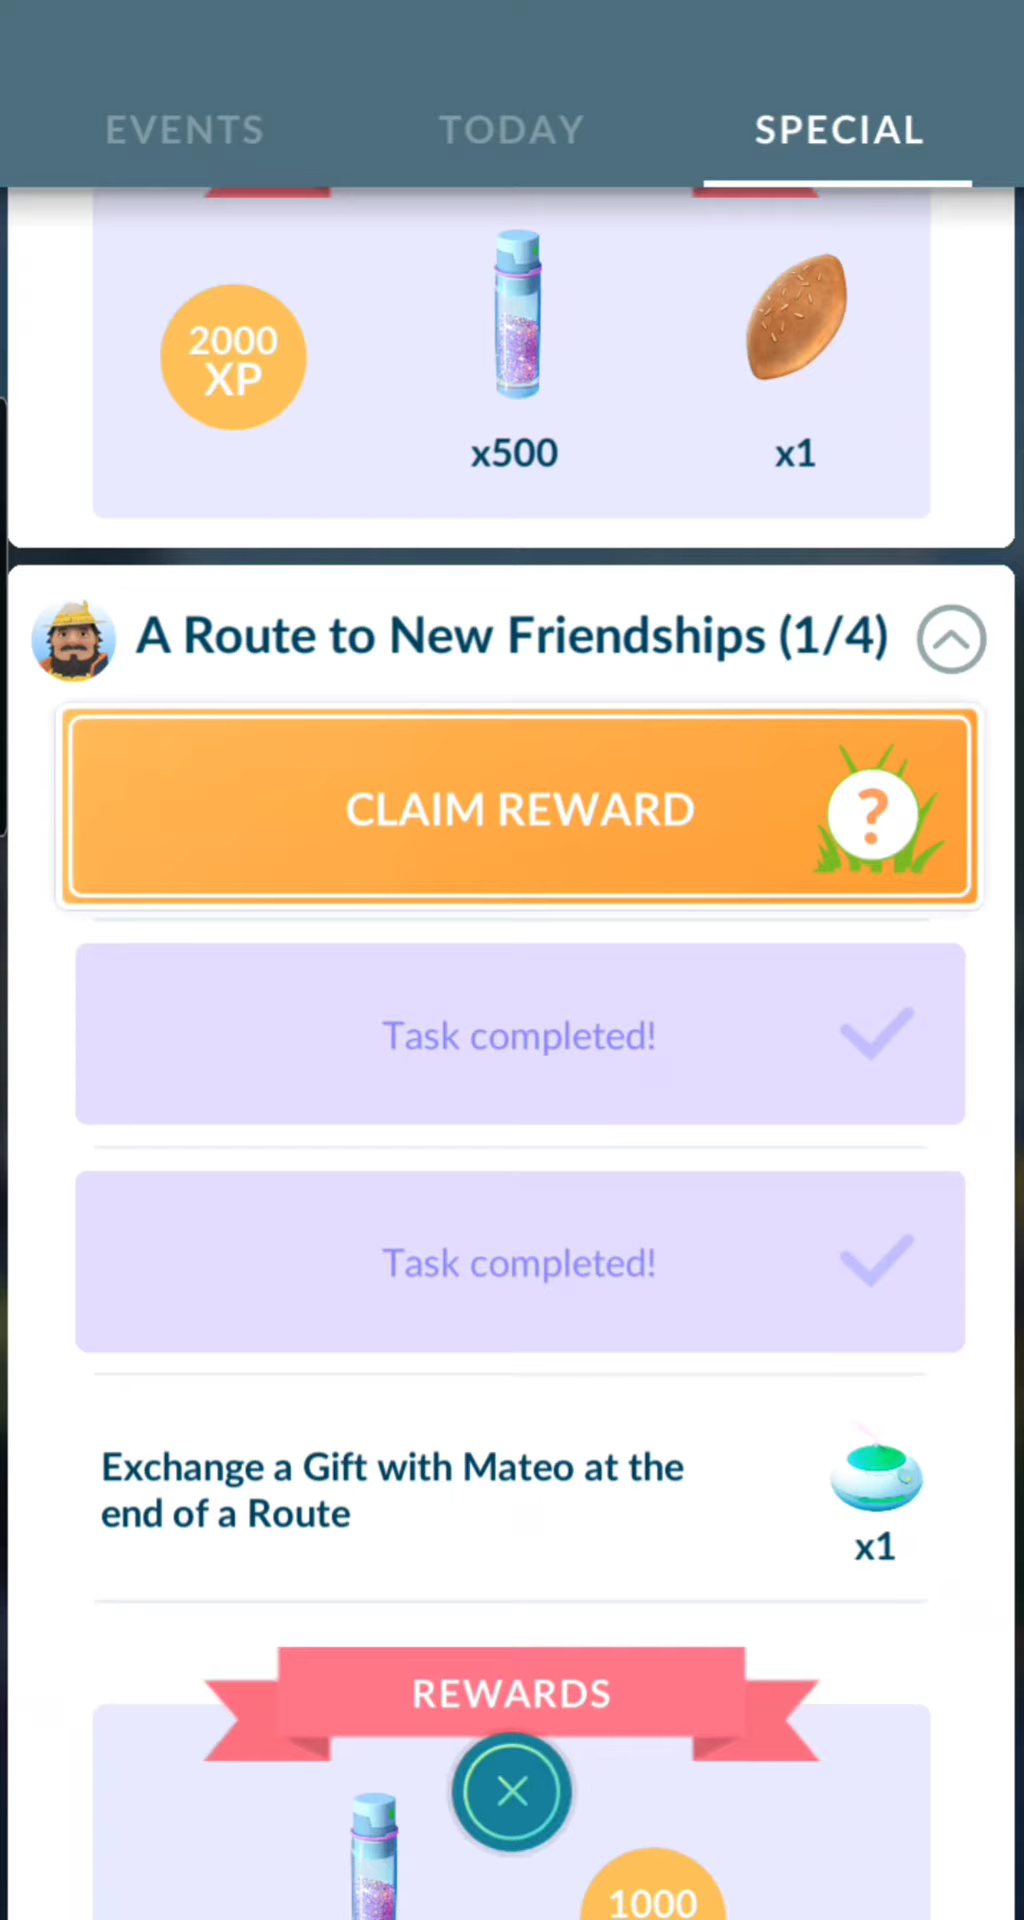 EVENTS
TODAY
SPECIAL
2000
XP
x500
x1
A Route to New Friendships (1/4)
CLAIM REWARD
?
Task completed!
Task completed!
Exchange a Gift with Mateo at the
end of a Route
x1
REWARDS
1000